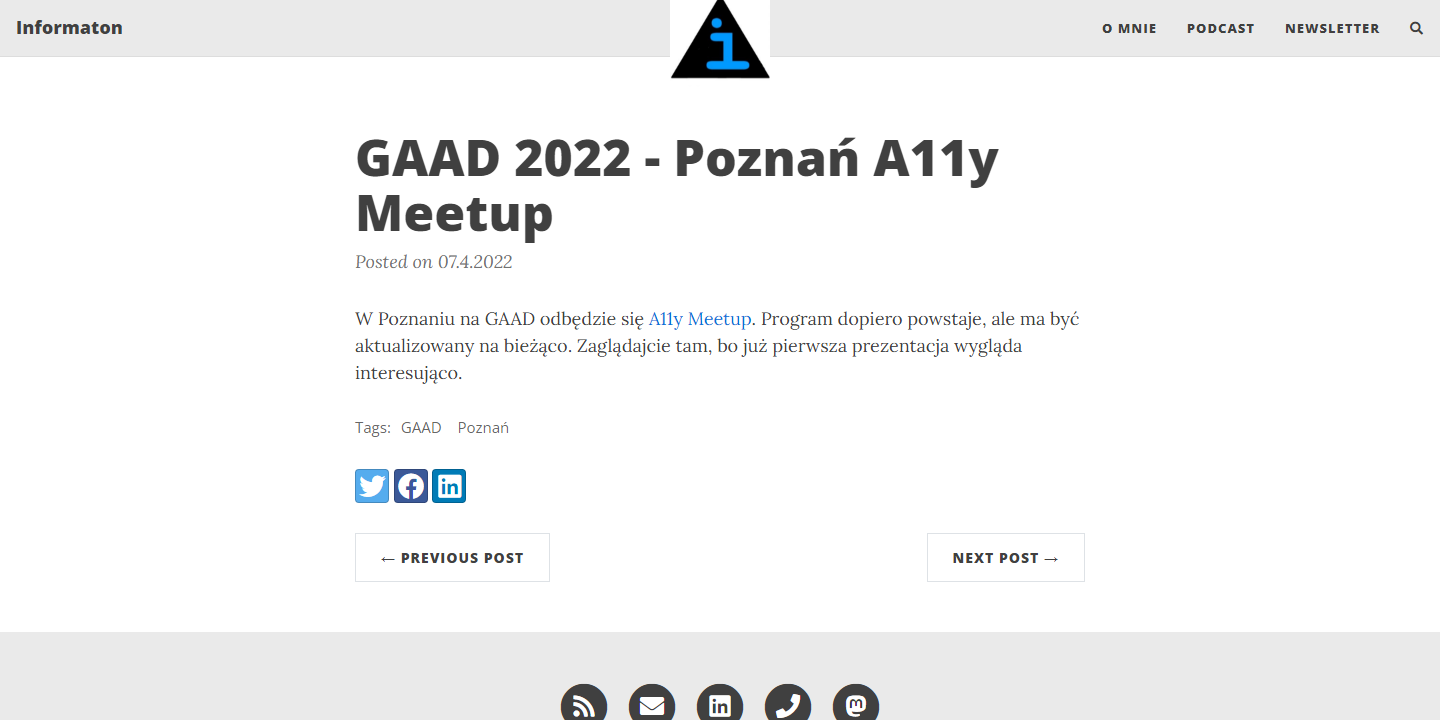 Informaton
i
O MNIE
PODCAST
NEWSLETTER
GAAD 2022 - Poznań A11y
Meetup
Posted on 07.4.2022
W Poznaniu na GAAD odbędzie się A11y Meetup. Program dopiero powstaje, ale ma być
aktualizowany na bieżąco. Zaglądajcie tam, bo już pierwsza prezentacja wygląda
interesująco.
Tags: GAAD Poznań
← PREVIOUS POST
NEXT POST →